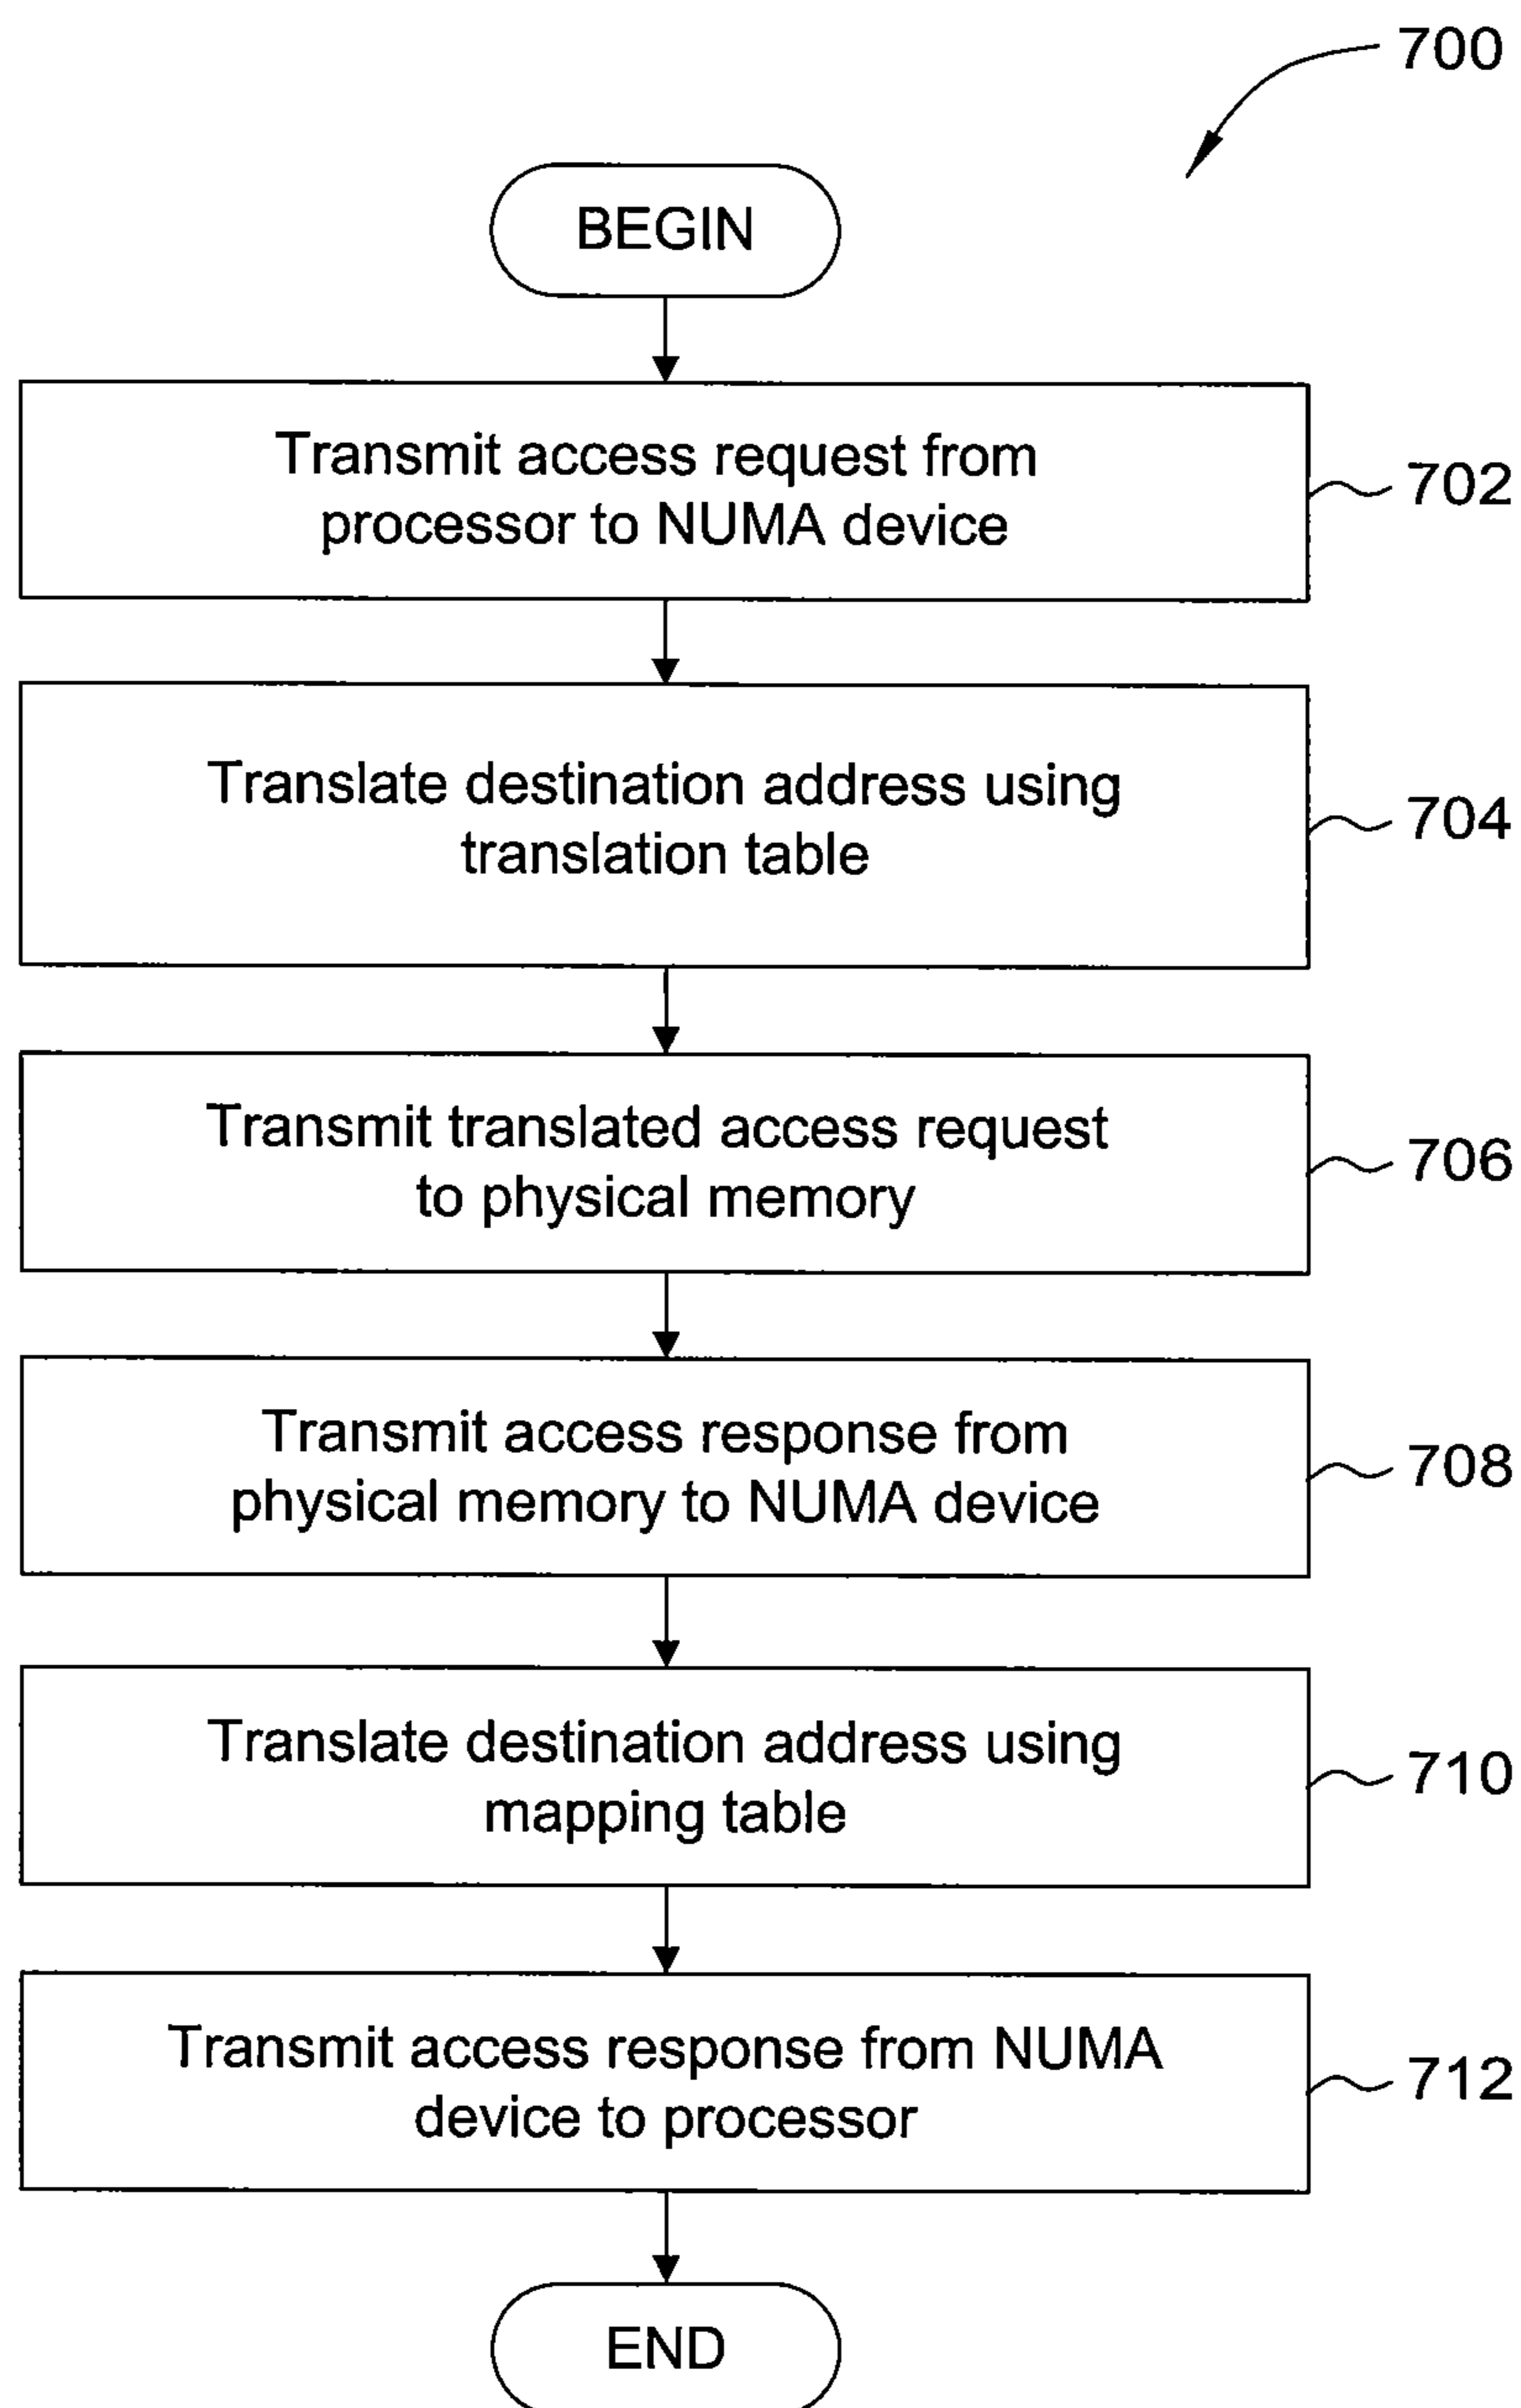 700
BEGIN
Transmit access request from
processor to NUMA device
702
Translate destination address using
translation table
704
Transmit translated access request
to physical memory
706
Transmit access response from
physical memory to NUMA device
708
Translate destination address using
mapping table
710
Transmit access response from NUMA
device to processor
712
END